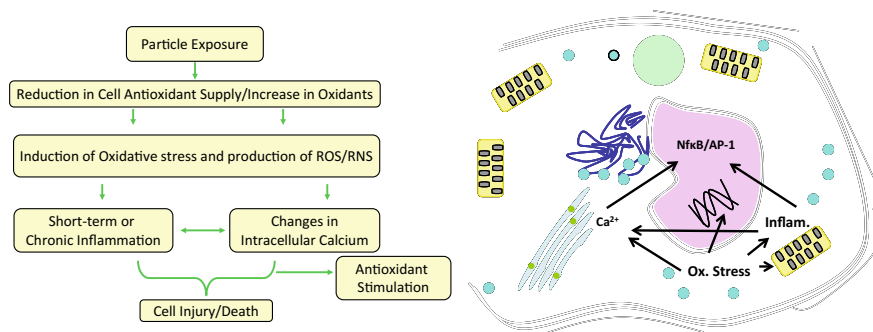 Particle Exposure
Reduction in Cell Antioxidant Supply/Increase in Oxidants
Induction of Oxidative stress and production of ROS/RNS
Short-term or
Chronic Inflammation
Changes in
Intracellular Calcium
Antioxidant
Stimulation
Cell Injury/Death
NfκB/AP-1
Ca²⁺
Inflam.
Ox. Stress